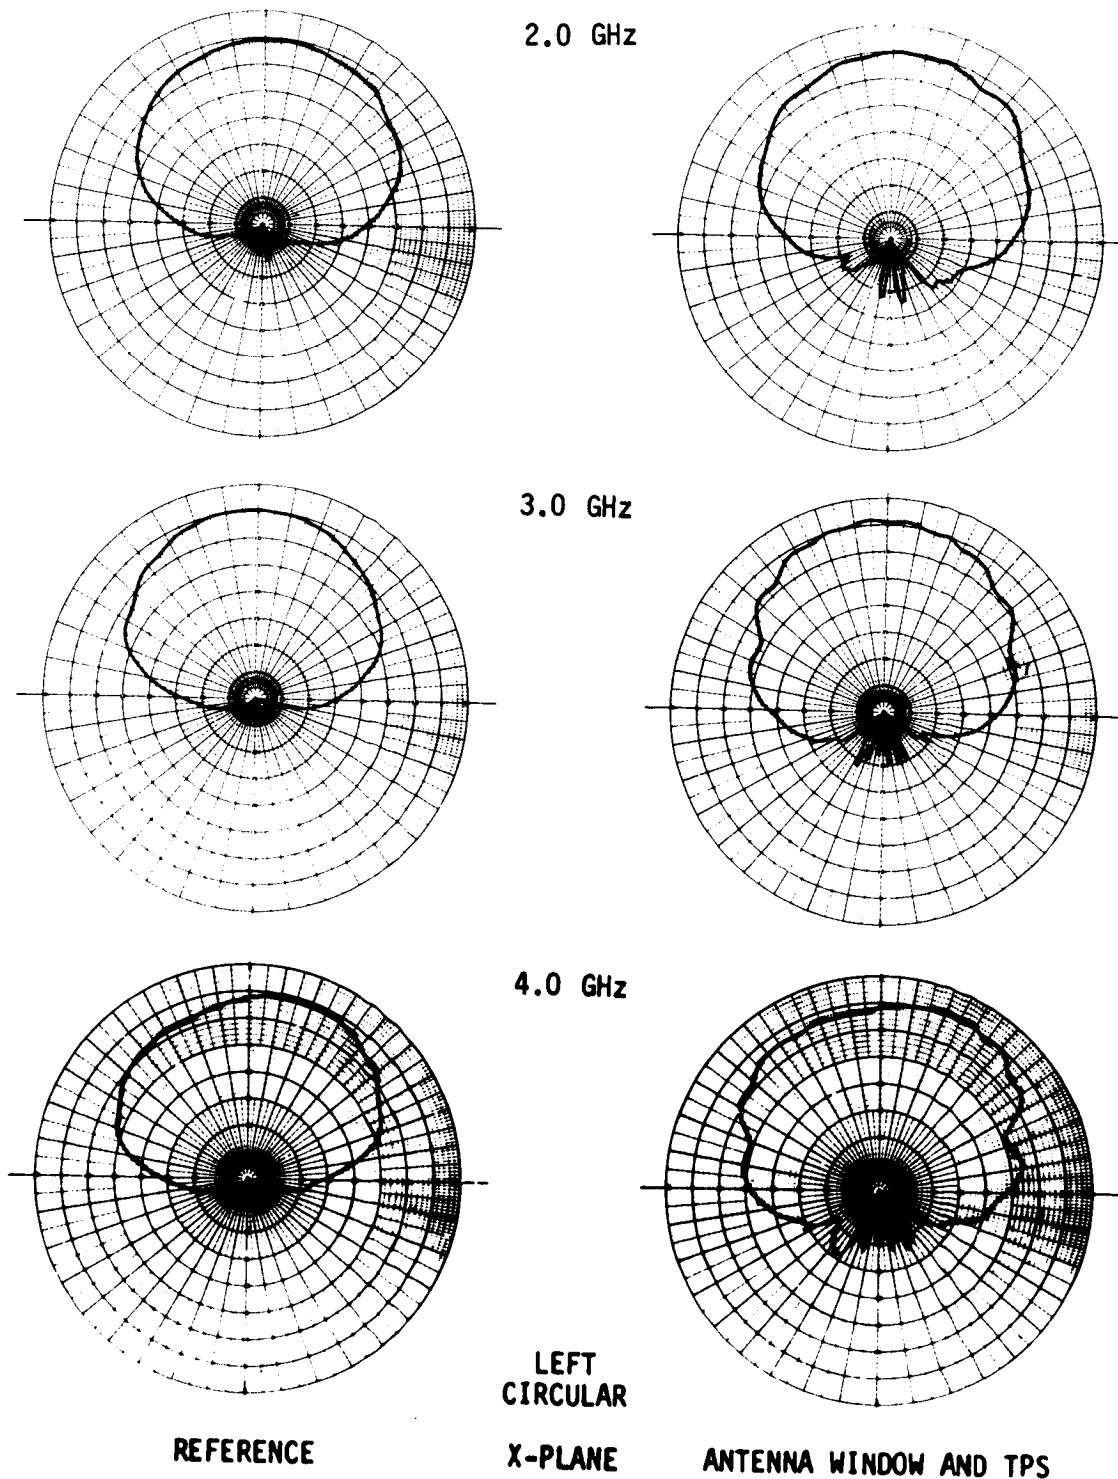 2.0 GHz
3.0 GHz
4.0 GHz
LEFT
CIRCULAR
REFERENCE
X-PLANE
ANTENNA WINDOW AND TPS